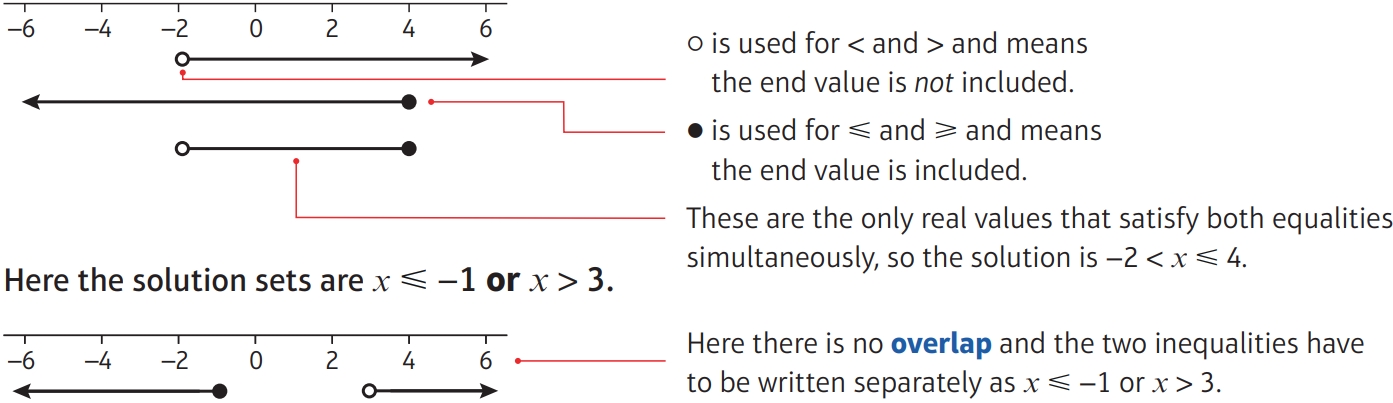 −6 −4 −2 0 2 4 6
○ is used for < and > and means
the end value is not included.
● is used for ⩽ and ⩾ and means
the end value is included.
These are the only real values that satisfy both equalities
simultaneously, so the solution is −2 < x ⩽ 4.
Here the solution sets are x ⩽ −1 or x > 3.
−6 −4 −2 0 2 4 6
Here there is no overlap and the two inequalities have
to be written separately as x ⩽ −1 or x > 3.